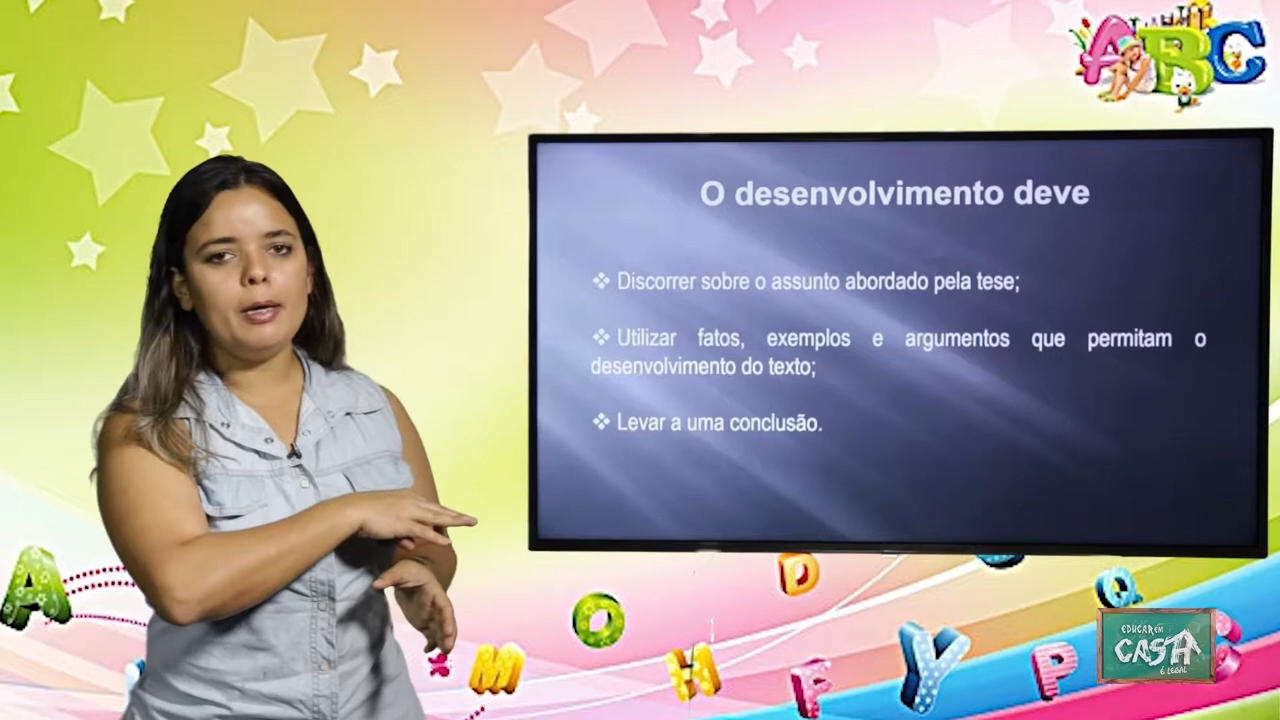 ABC
O desenvolvimento deve
❖ Discorrer sobre o assunto abordado pela tese;
❖ Utilizar fatos, exemplos e argumentos que permitam o
desenvolvimento do texto;
❖ Levar a uma conclusão.
A
D
O
Q
M
H
F
Y
P
EDUCAR EM
CASA
É LEGAL